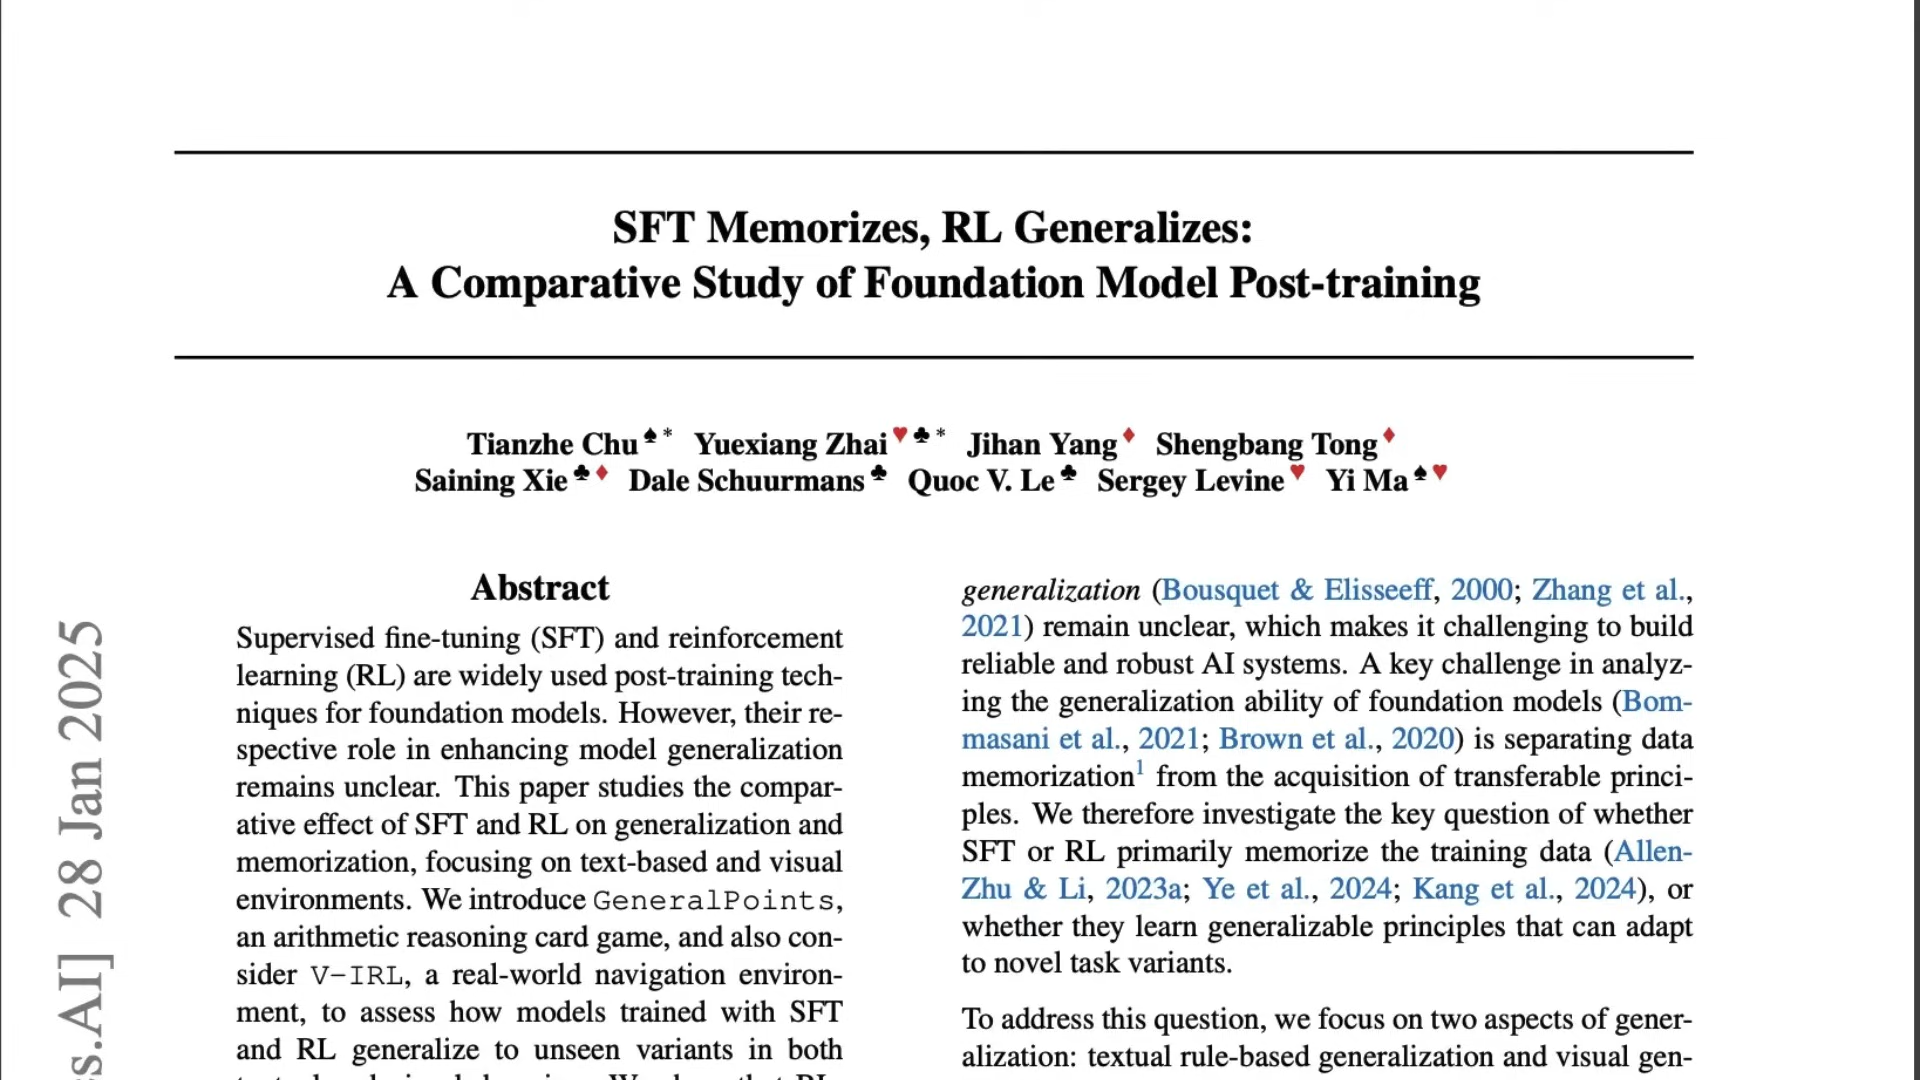 SFT Memorizes, RL Generalizes:
A Comparative Study of Foundation Model Post-training
Tianzhe Chu♠* Yuexiang Zhai♥♣* Jihan Yang♦ Shengbang Tong♦
Saining Xie♣♦ Dale Schuurmans♣ Quoc V. Le♣ Sergey Levine♥ Yi Ma♠♥
Abstract
Supervised fine-tuning (SFT) and reinforcement
learning (RL) are widely used post-training tech-
niques for foundation models. However, their re-
spective role in enhancing model generalization
remains unclear. This paper studies the compar-
ative effect of SFT and RL on generalization and
memorization, focusing on text-based and visual
environments. We introduce GeneralPoints,
an arithmetic reasoning card game, and also con-
sider V-IRL, a real-world navigation environ-
ment, to assess how models trained with SFT
and RL generalize to unseen variants in both
generalization (Bousquet & Elisseeff, 2000; Zhang et al.,
2021) remain unclear, which makes it challenging to build
reliable and robust AI systems. A key challenge in analyz-
ing the generalization ability of foundation models (Bom-
masani et al., 2021; Brown et al., 2020) is separating data
memorization1 from the acquisition of transferable princi-
ples. We therefore investigate the key question of whether
SFT or RL primarily memorize the training data (Allen-
Zhu & Li, 2023a; Ye et al., 2024; Kang et al., 2024), or
whether they learn generalizable principles that can adapt
to novel task variants.
To address this question, we focus on two aspects of gener-
alization: textual rule-based generalization and visual gen-
s.AI] 28 Jan 2025